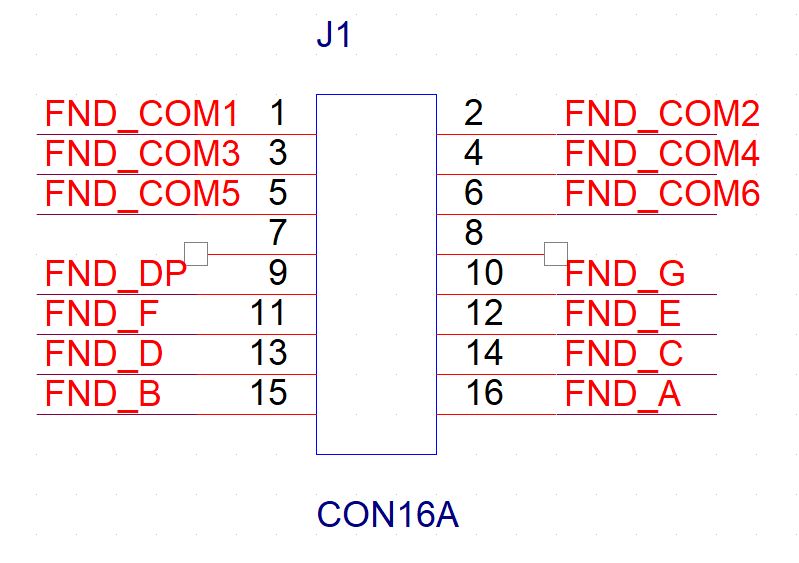 J1
FND_COM1 1 2 FND_COM2
FND_COM3 3 4 FND_COM4
FND_COM5 5 6 FND_COM6
7 8
FND_DP 9 10 FND_G
FND_F 11 12 FND_E
FND_D 13 14 FND_C
FND_B 15 16 FND_A
CON16A